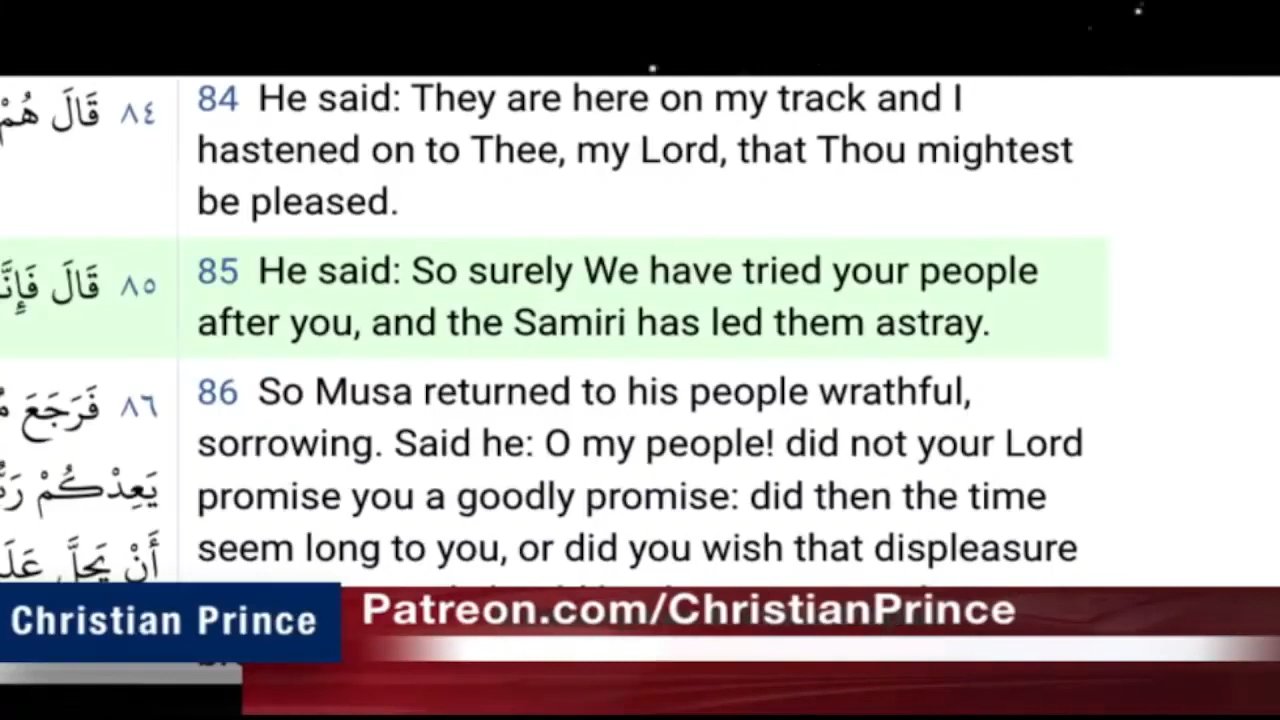 84 He said: They are here on my track and I
hastened on to Thee, my Lord, that Thou mightest
be pleased.
٨٤ قَالَ هُمْ
85 He said: So surely We have tried your people
after you, and the Samiri has led them astray.
٨٥ قَالَ فَإِنَّ
86 So Musa returned to his people wrathful,
sorrowing. Said he: O my people! did not your Lord
promise you a goodly promise: did then the time
seem long to you, or did you wish that displeasure
٨٦ فَرَجَعَ
يَعِدْكُمْ
أَنْ يَحِلَّ
Christian Prince
Patreon.com/ChristianPrince